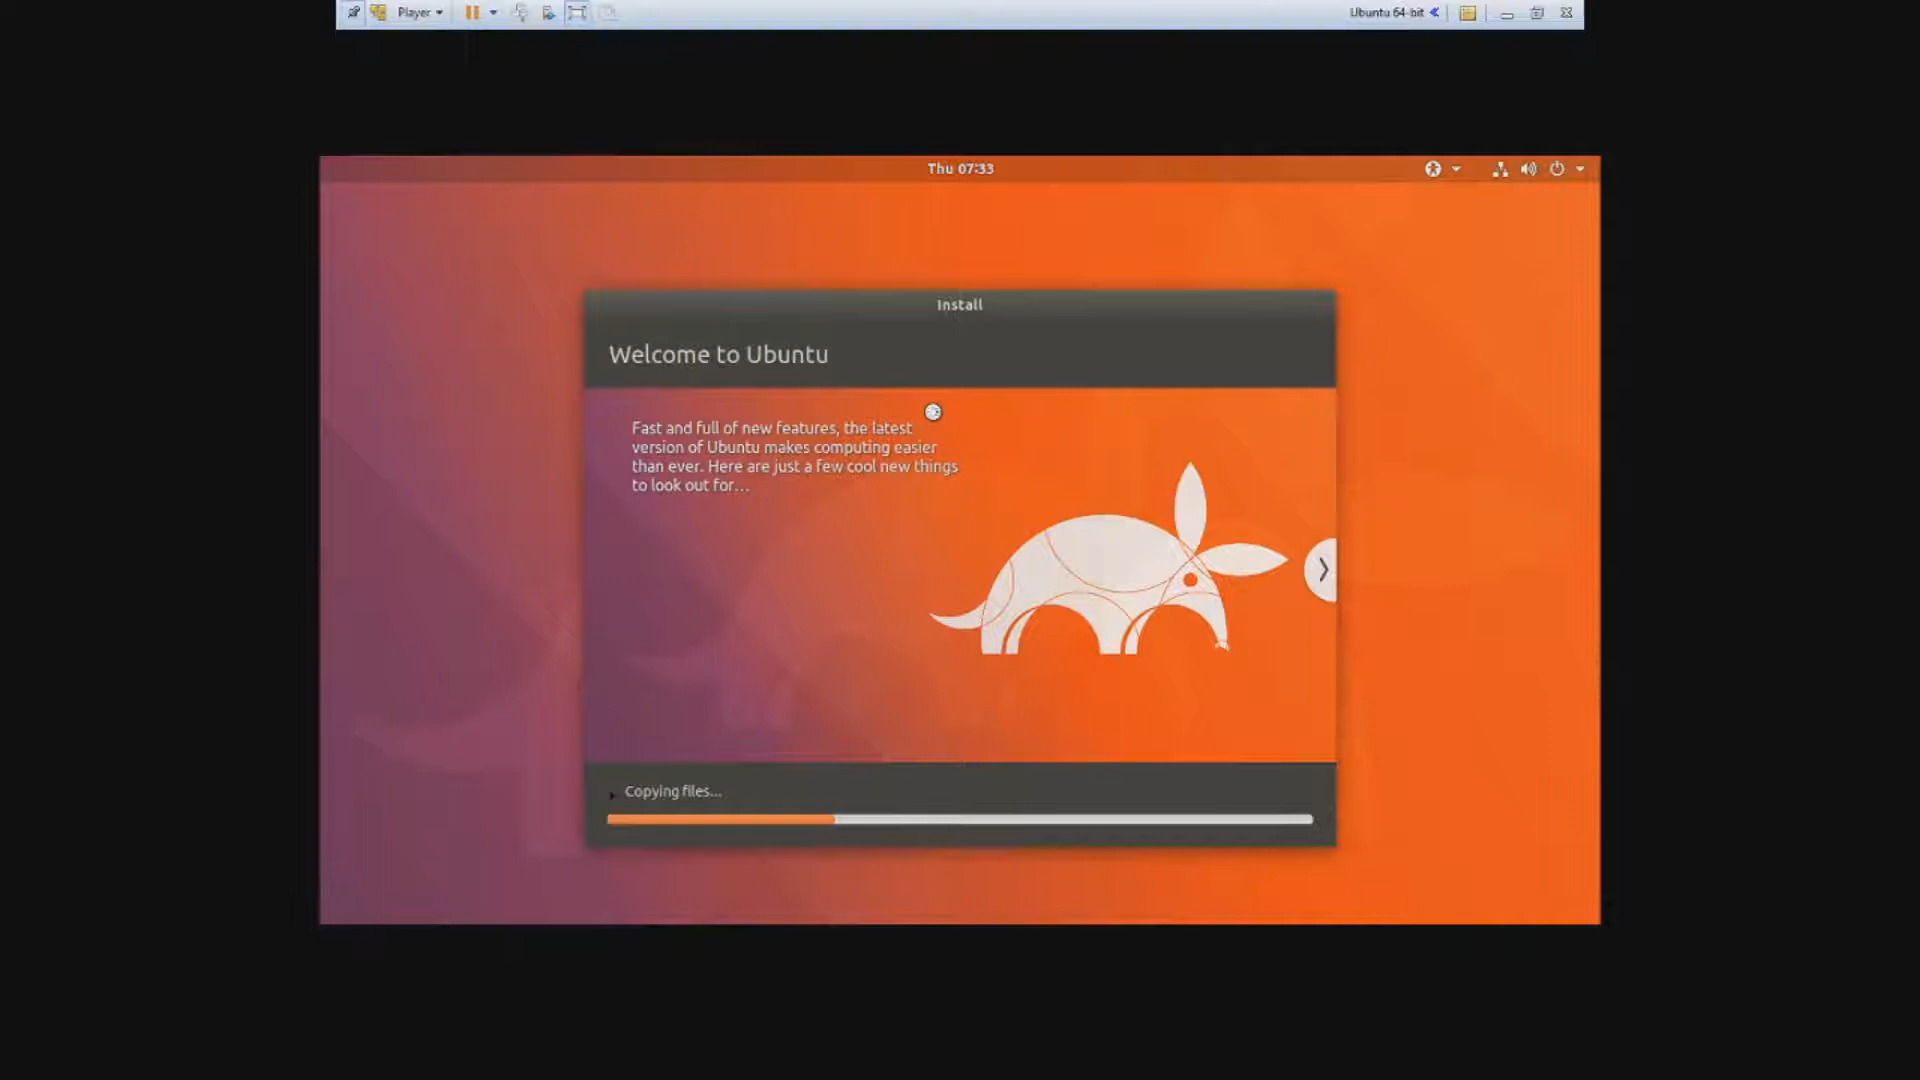 Player
Ubuntu 64-bit
Thu 07:33
Install
Welcome to Ubuntu
Fast and full of new features, the latest
version of Ubuntu makes computing easier
than ever. Here are just a few cool new things
to look out for...
Copying files...